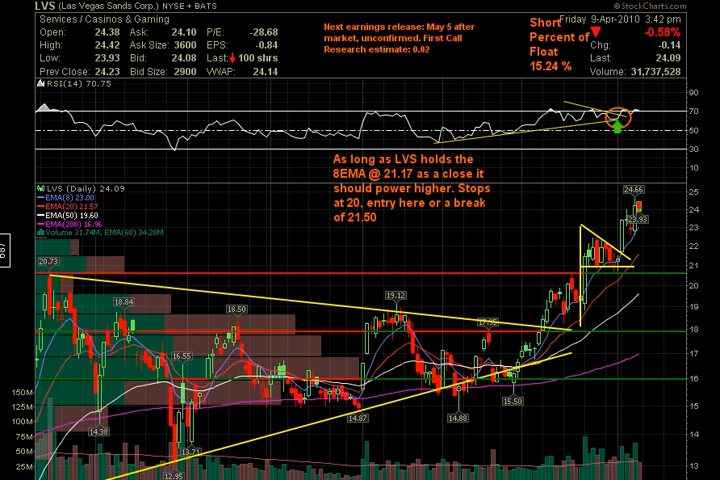 LVS (Las Vegas Sands Corp.) NYSE + BATS
© StockCharts.com
Services / Casinos & Gaming
Friday 9-Apr-2010 3:42 pm
Open: 24.38 Ask: 24.10 P/E: -28.68
High: 24.42 Ask Size: 3600 EPS: -0.84
Low: 23.93 Bid: 24.08 Last: 100 shrs
Prev Close: 24.23 Bid Size: 2900 VWAP: 24.14
Next earnings release: May 5 after
market, unconfirmed. First Call
Research estimate: 0.02
Short
Percent of
Float
15.24 %
-0.58%
Chg: -0.14
Last: 24.09
Volume: 31,737,528
RSI(14) 70.75
90
70
50
30
10
As long as LVS holds the
8EMA @ 21.17 as a close it
should power higher. Stops
at 20, entry here or a break
of 21.50
LVS (Daily) 24.09
EMA(8) 23.00
EMA(20) 21.57
EMA(50) 19.60
EMA(200) 16.96
Volume 31.74M, EMA(60) 34.28M
687
24.66
23.93
20.73
19.12
18.84
18.50
16.55
15.50
14.87
14.88
14.38
13.71
12.95
25
24
23
22
21
20
19
18
17
16
15
14
13
150M
125M
100M
75M
50M
25M